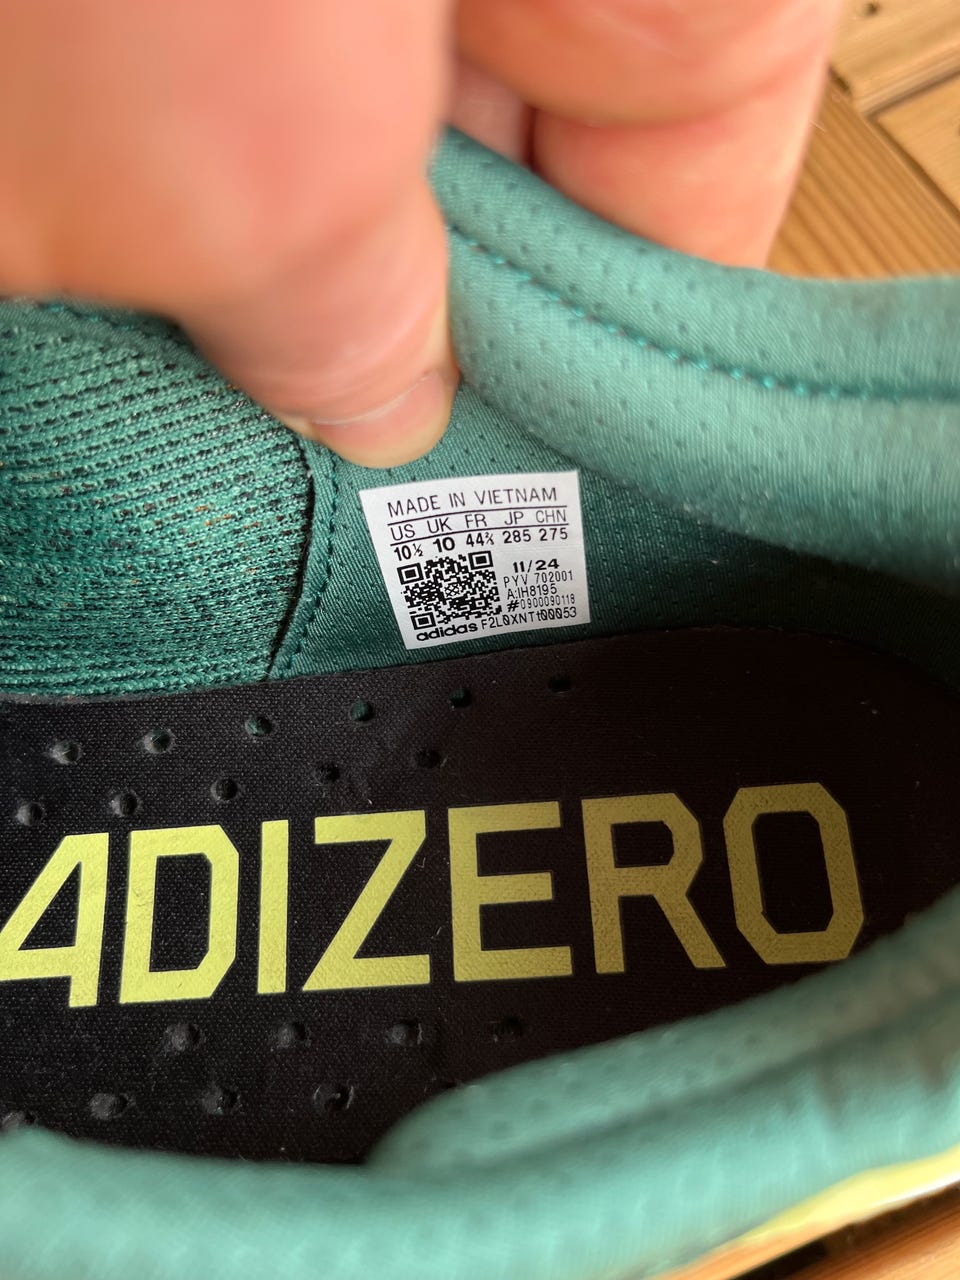 MADE IN VIETNAM
US UK FR JP CHN
10½ 10 44⅔ 285 275
11/24
PYV 702001
A:IH8195
#0900090118
adidas F2L0XNTt00053
ADIZERO